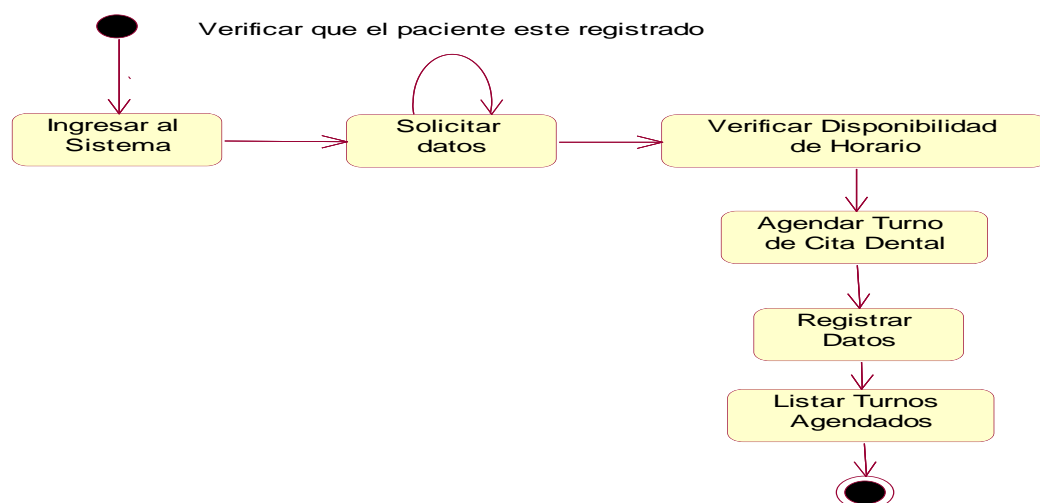 Verificar que el paciente este registrado
Ingresar al
Sistema
Solicitar
datos
Verificar Disponibilidad
de Horario
Agendar Turno
de Cita Dental
Registrar
Datos
Listar Turnos
Agendados